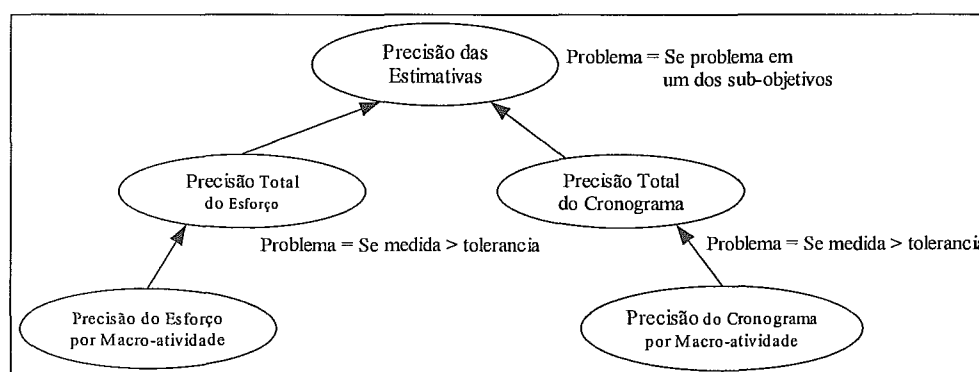 Precisão das
Estimativas
Problema = Se problema em
um dos sub-objetivos
Precisão Total
do Esforço
Precisão Total
do Cronograma
Problema = Se medida > tolerancia
Problema = Se medida > tolerancia
Precisão do Esforço
por Macro-atividade
Precisão do Cronograma
por Macro-atividade